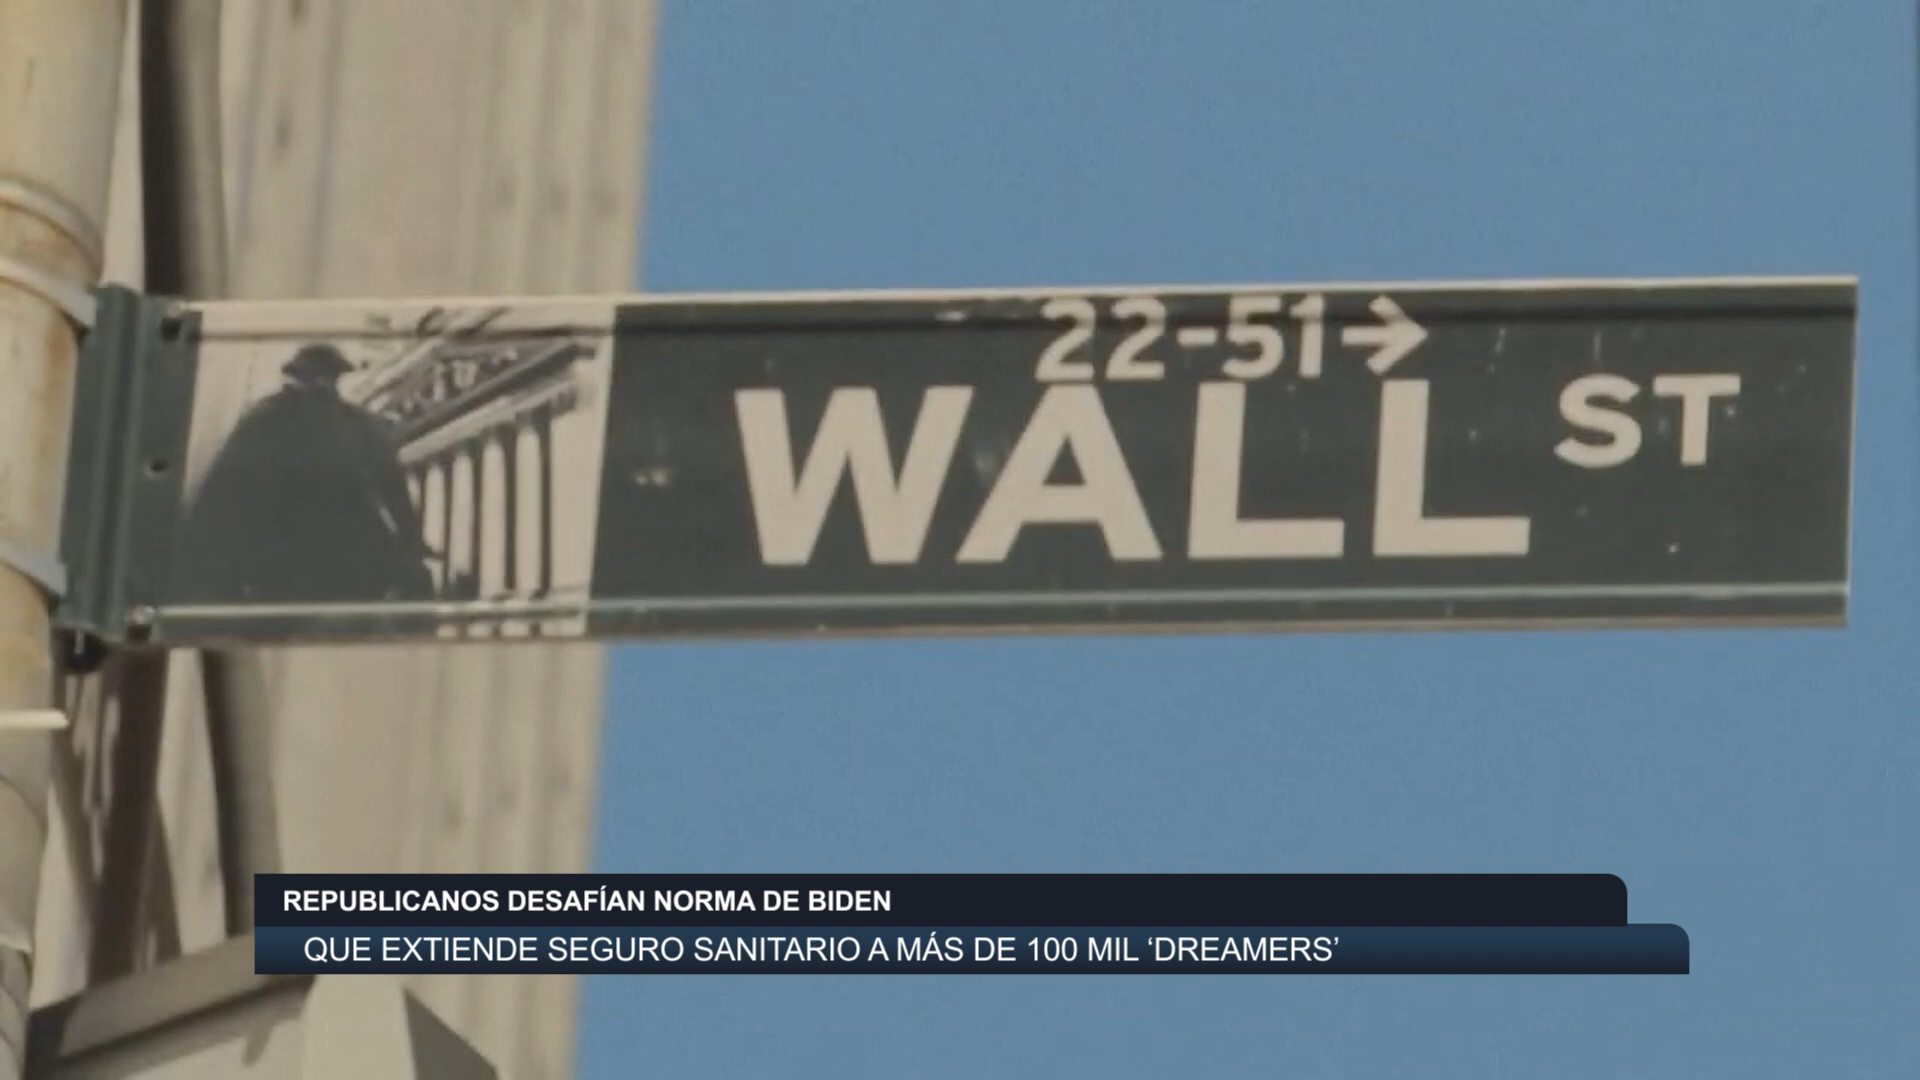 22-51→
WALL ST
REPUBLICANOS DESAFÍAN NORMA DE BIDEN
QUE EXTIENDE SEGURO SANITARIO A MÁS DE 100 MIL ‘DREAMERS’